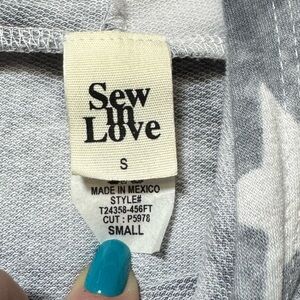 Sew
in
Love
S
MADE IN MEXICO
STYLE#
T24358-456FT
CUT : P5978
SMALL